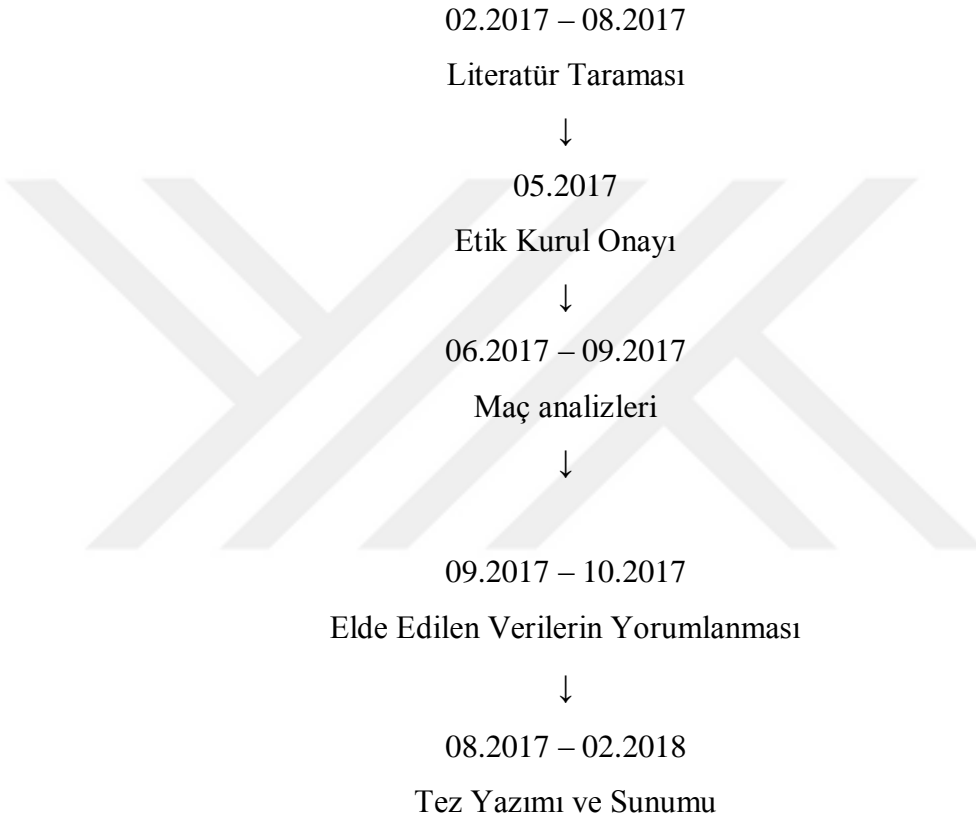 02.2017 – 08.2017
Literatür Taraması
↓
05.2017
Etik Kurul Onayı
↓
06.2017 – 09.2017
Maç analizleri
↓
09.2017 – 10.2017
Elde Edilen Verilerin Yorumlanması
↓
08.2017 – 02.2018
Tez Yazımı ve Sunumu